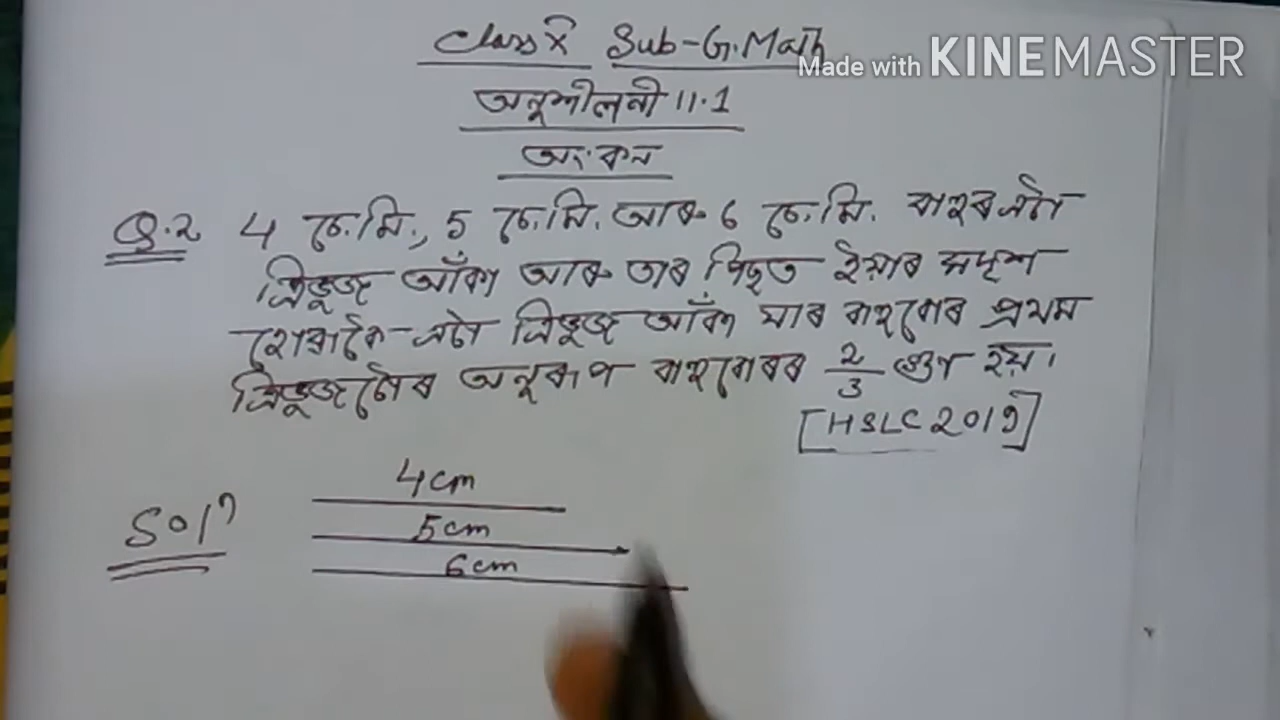 Class X Sub-G.Math
Made with KINEMASTER
অনুশীলনী 11.1
অংকন
Q.2 4 চে.মি., 5 চে.মি. আৰু 6 চে.মি. বাহুৰ এটা
ত্ৰিভূজ আঁকা আৰু তাৰ পিছত ইয়াৰ সদৃশ
হোৱাকৈ এটা ত্ৰিভূজ আঁকা যাৰ বাহুবোৰ প্ৰথম
ত্ৰিভূজটোৰ অনুৰূপ বাহুবোৰৰ 2/3 গুণ হয়।
[HSLC 2019]
4cm
Solⁿ
5cm
6cm